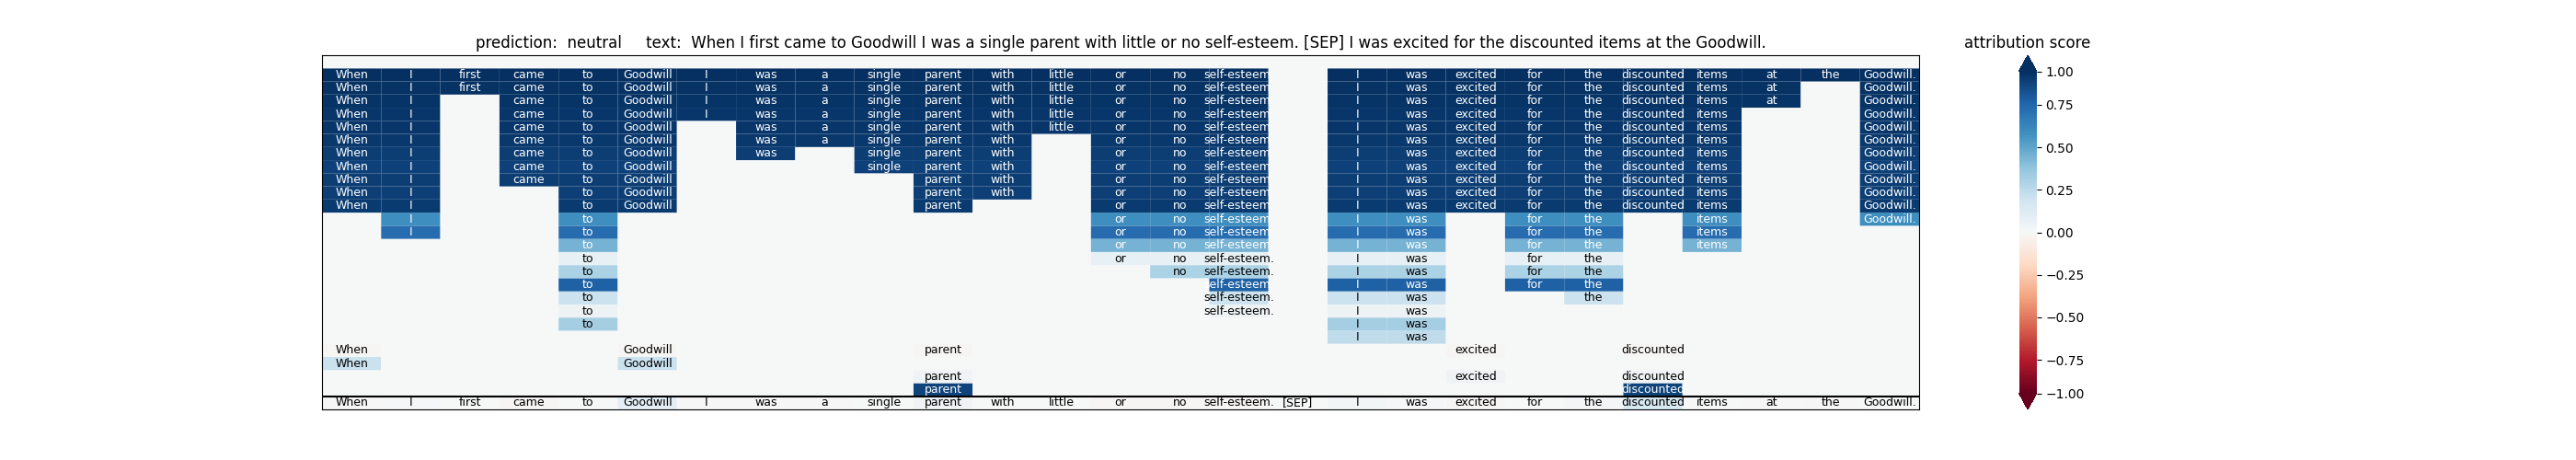 prediction: neutral text: When I first came to Goodwill I was a single parent with little or no self-esteem. [SEP] I was excited for the discounted items at the Goodwill.
attribution score
When I first came to Goodwill I was a single parent with little or no self-esteem I was excited for the discounted items at the Goodwill.
When I first came to Goodwill I was a single parent with little or no self-esteem I was excited for the discounted items at Goodwill.
When I came to Goodwill I was a single parent with little or no self-esteem I was excited for the discounted items at Goodwill.
When I came to Goodwill I was a single parent with little or no self-esteem I was excited for the discounted items Goodwill.
When I came to Goodwill was a single parent with little or no self-esteem I was excited for the discounted items Goodwill.
When I came to Goodwill was a single parent with or no self-esteem I was excited for the discounted items Goodwill.
When I came to Goodwill was single parent with or no self-esteem I was excited for the discounted items Goodwill.
When I came to Goodwill single parent with or no self-esteem I was excited for the discounted items Goodwill.
When I came to Goodwill parent with or no self-esteem I was excited for the discounted items Goodwill.
When I to Goodwill parent with or no self-esteem I was excited for the discounted items Goodwill.
When I to Goodwill parent or no self-esteem I was excited for the discounted items Goodwill.
I to or no self-esteem I was for the items Goodwill.
I to or no self-esteem I was for the items
to or no self-esteem I was for the items
to or no self-esteem. I was for the
to no self-esteem. I was for the
to elf-esteem I was for the
to self-esteem. I was the
to self-esteem. I was
to I was
I was
When Goodwill parent excited discounted
When Goodwill
parent excited discounted
parent discounted
When I first came to Goodwill I was a single parent with little or no self-esteem. [SEP] I was excited for the discounted items at the Goodwill.
1.00
0.75
0.50
0.25
0.00
−0.25
−0.50
−0.75
−1.00